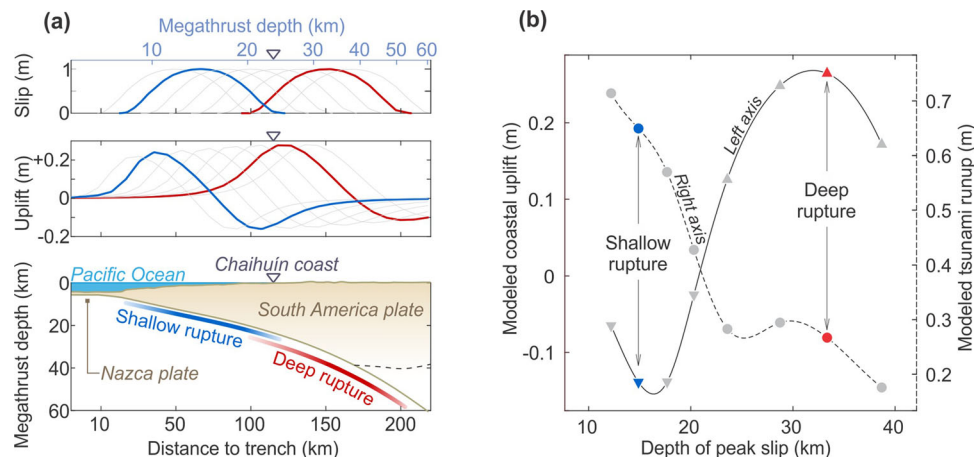 (a)
Megathrust depth (km)
10 20 30 40 50 60
Slip (m)
1
0
Uplift (m)
+
+0.2
0
-0.2
Chaihuín coast
Pacific Ocean
South America plate
Shallow rupture
Deep rupture
Nazca plate
Megathrust depth (km)
0
20
40
60
10 50 100 150 200
Distance to trench (km)
(b)
Modeled coastal uplift (m)
0.2
0.1
0
-0.1
Left axis
Right axis
Shallow
rupture
Deep
rupture
Modeled tsunami runup (m)
0.7
0.6
0.5
0.4
0.3
0.2
10 20 30 40
Depth of peak slip (km)